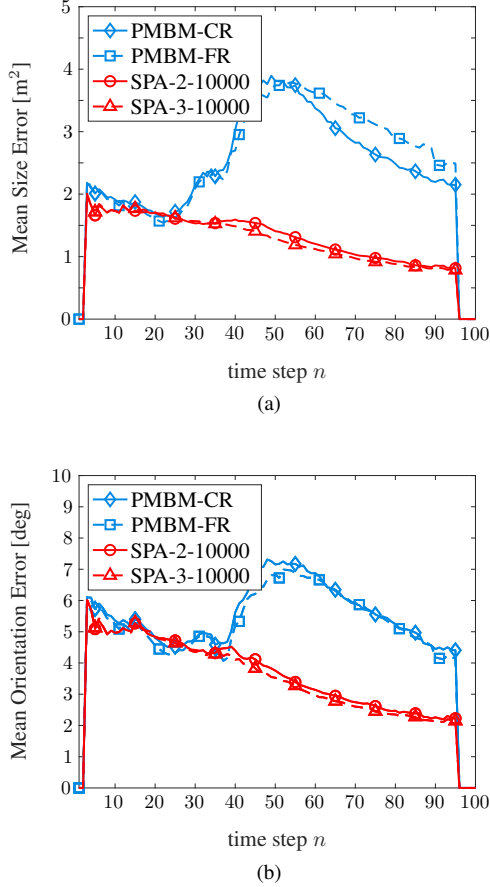 (a)
5
PMBM-CR
PMBM-FR
SPA-2-10000
SPA-3-10000
4
3
2
1
0
Mean Size Error [m²]
10 20 30 40 50 60 70 80 90 100
time step n
(a)
10
PMBM-CR
PMBM-FR
SPA-2-10000
SPA-3-10000
9
8
7
6
5
4
3
2
1
0
Mean Orientation Error [deg]
10 20 30 40 50 60 70 80 90 100
time step n
(b)